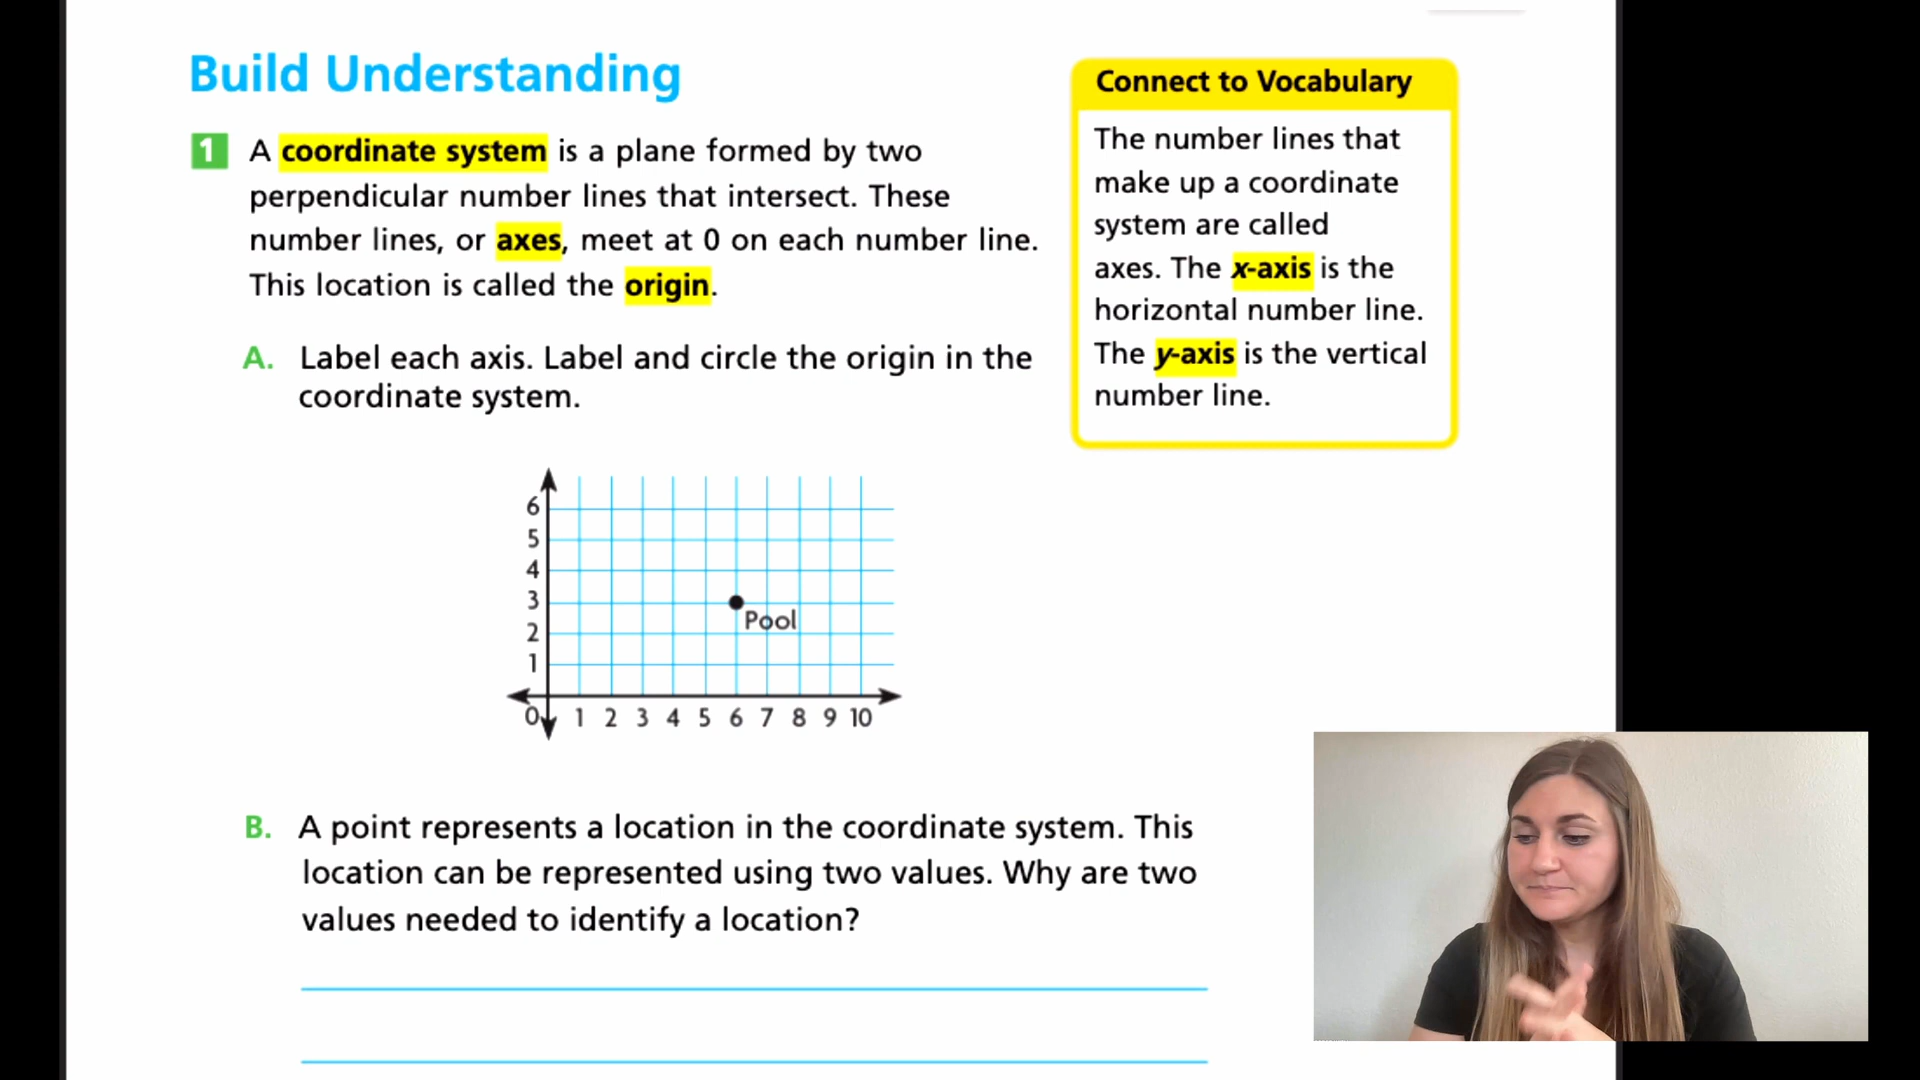 Build Understanding
1 A coordinate system is a plane formed by two
perpendicular number lines that intersect. These
number lines, or axes, meet at 0 on each number line.
This location is called the origin.
A. Label each axis. Label and circle the origin in the
coordinate system.
Connect to Vocabulary
The number lines that
make up a coordinate
system are called
axes. The x-axis is the
horizontal number line.
The y-axis is the vertical
number line.
6
5
4
3
2
1
Pool
0 1 2 3 4 5 6 7 8 9 10
B. A point represents a location in the coordinate system. This
location can be represented using two values. Why are two
values needed to identify a location?